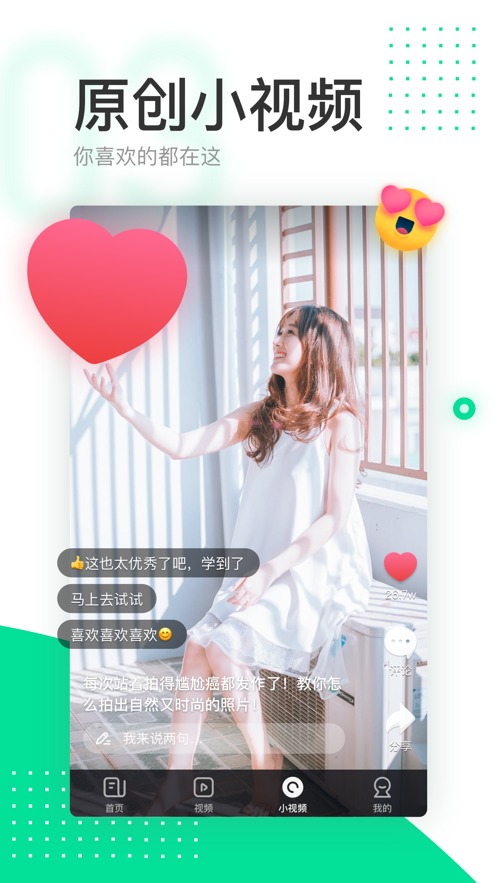 原创小视频
你喜欢的都在这
👍这也太优秀了吧，学到了
马上去试试
喜欢喜欢喜欢😊
26.7w
评论
每次站着拍得尴尬癌都发作了！教你怎
么拍出自然又时尚的照片！
分享
我来说两句...
首页 视频 小视频 我的